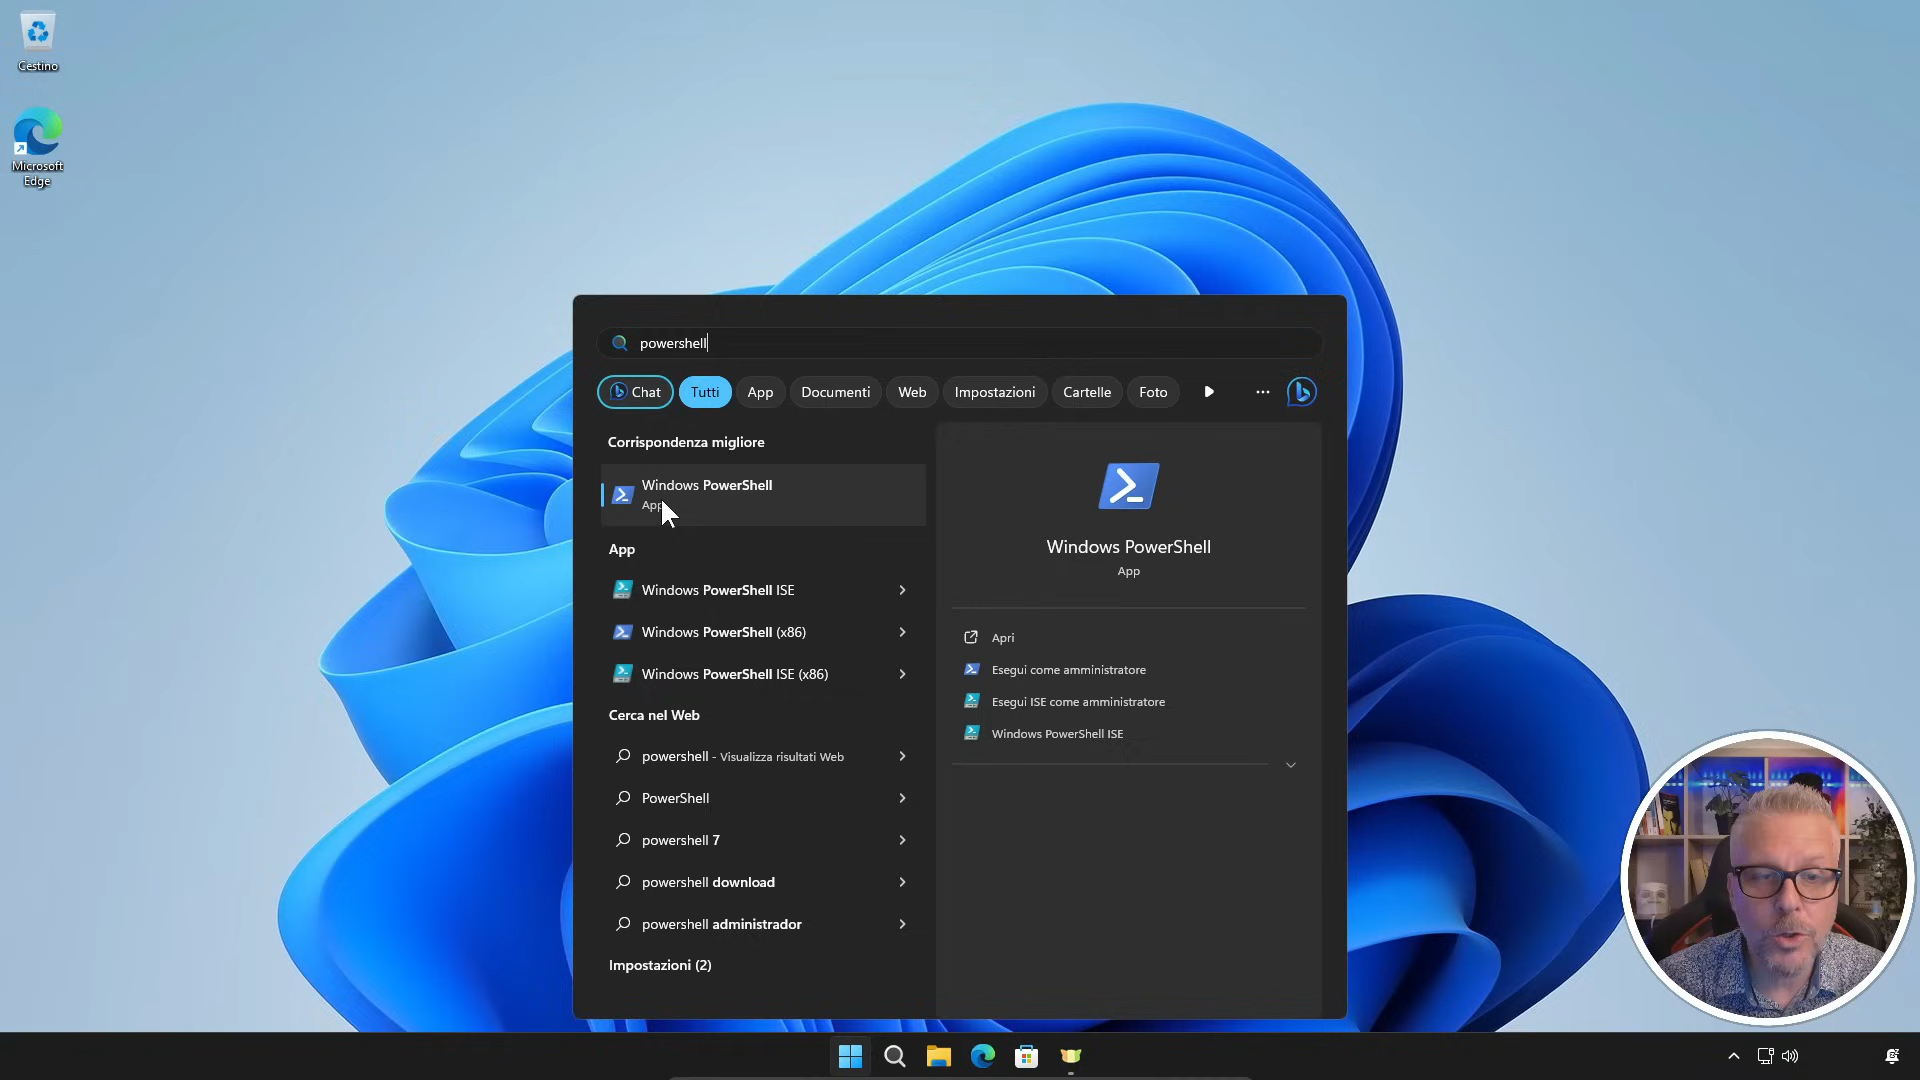 Cestino
Microsoft
Edge
powershell
Chat
Tutti
App
Documenti
Web
Impostazioni
Cartelle
Foto
Corrispondenza migliore
Windows PowerShell
App
App
Windows PowerShell ISE
Windows PowerShell (x86)
Windows PowerShell ISE (x86)
Cerca nel Web
powershell - Visualizza risultati Web
PowerShell
powershell 7
powershell download
powershell administrador
Impostazioni (2)
Windows PowerShell
App
Apri
Esegui come amministratore
Esegui ISE come amministratore
Windows PowerShell ISE